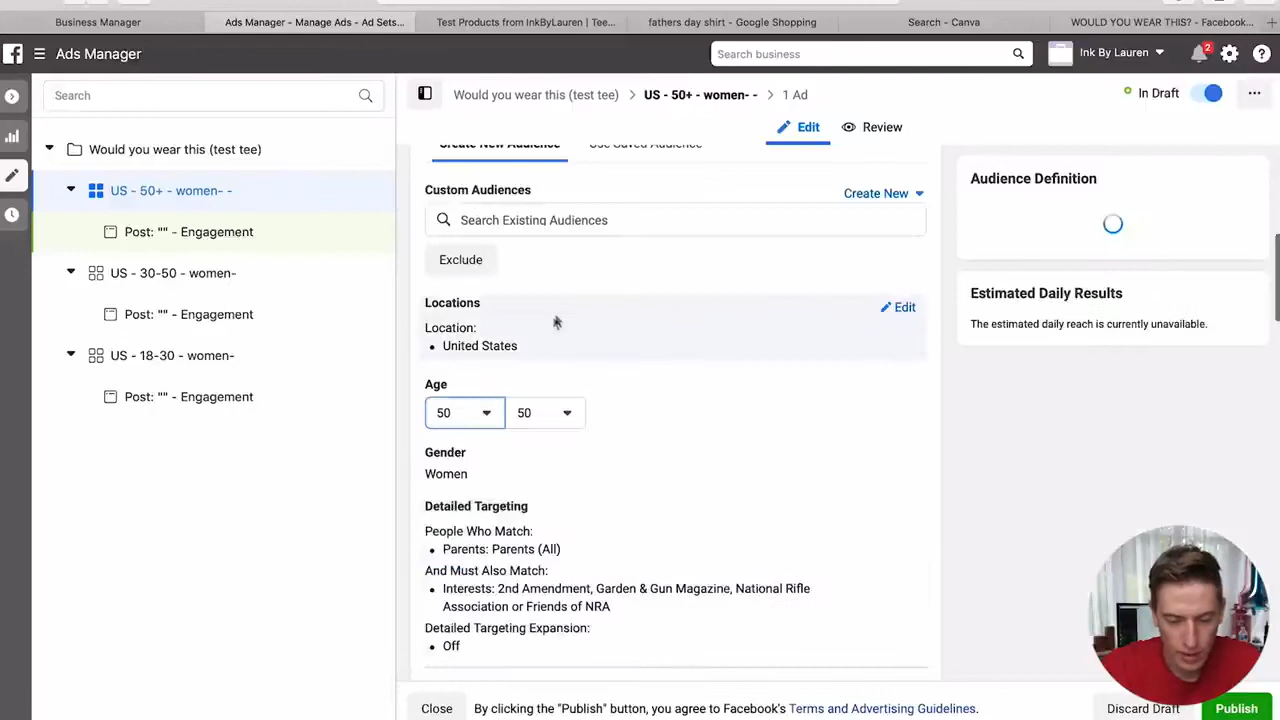 Business Manager
Ads Manager - Manage Ads - Ad Sets...
Test Products from InkByLauren | Tee...
fathers day shirt - Google Shopping
Search - Canva
WOULD YOU WEAR THIS? - Facebook...
Ads Manager
Search business
Ink By Lauren
2
Search
Would you wear this (test tee)
US - 50+ - women- -
1 Ad
In Draft
Edit
Review
Would you wear this (test tee)
US - 50+ - women- -
Post: "" - Engagement
US - 30-50 - women-
Post: "" - Engagement
US - 18-30 - women-
Post: "" - Engagement
Create New Audience
Use Saved Audience
Custom Audiences
Create New
Search Existing Audiences
Exclude
Locations
Edit
Location:
United States
Age
50
50
Gender
Women
Detailed Targeting
People Who Match:
Parents: Parents (All)
And Must Also Match:
Interests: 2nd Amendment, Garden & Gun Magazine, National Rifle
Association or Friends of NRA
Detailed Targeting Expansion:
Off
Audience Definition
Estimated Daily Results
The estimated daily reach is currently unavailable.
Close
By clicking the "Publish" button, you agree to Facebook's Terms and Advertising Guidelines.
Discard Draft
Publish